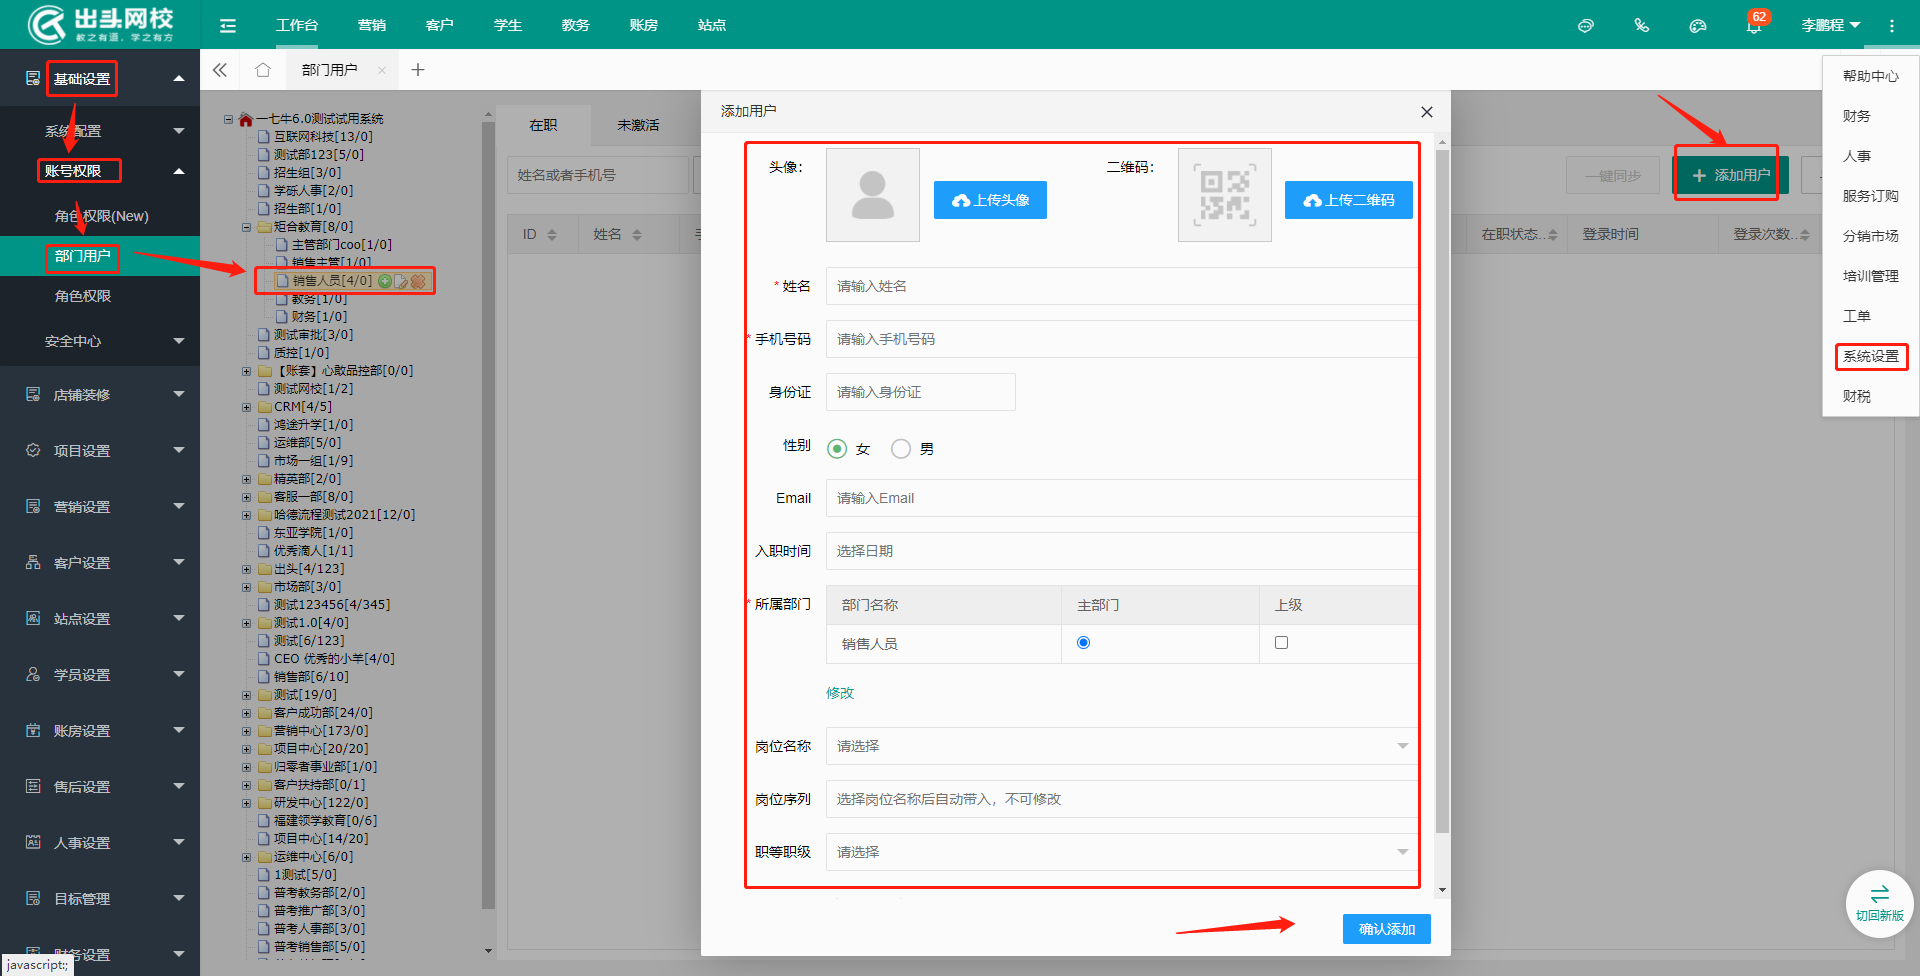 出头网校
教之有道，学之有方
工作台
营销
客户
学生
教务
账房
站点
62
李鹏程
基础设置
系统配置
账号权限
角色权限(New)
部门用户
角色权限
安全中心
店铺装修
项目设置
营销设置
客户设置
站点设置
学员设置
账房设置
售后设置
人事设置
目标管理
财务设置
javascript:;
部门用户
一七牛6.0测试试用系统
互联网科技[13/0]
测试部123[5/0]
招生组[3/0]
学砾人事[2/0]
招生部[1/0]
矩合教育[8/0]
主管部门coo[1/0]
销售主管[1/0]
销售人员[4/0]
教务[1/0]
财务[1/0]
测试审批[3/0]
质控[1/0]
【账套】心敢品控部[0/0]
测试网校[1/2]
CRM[4/5]
鸿途升学[1/0]
运维部[5/0]
市场一组[1/9]
精英部[2/0]
客服一部[8/0]
哈德流程测试2021[12/0]
东亚学院[1/0]
优秀滴人[1/1]
出头[4/123]
市场部[3/0]
测试123456[4/345]
测试1.0[4/0]
测试[6/123]
CEO 优秀的小羊[4/0]
销售部[6/10]
测试[19/0]
客户成功部[24/0]
营销中心[173/0]
项目中心[20/20]
归零者事业部[1/0]
客户扶持部[0/1]
研发中心[122/0]
福建领学教育[0/6]
项目中心[14/20]
运维中心[6/0]
1测试[5/0]
普考教务部[2/0]
普考推广部[3/0]
普考人事部[3/0]
普考销售部[5/0]
在职
未激活
姓名或者手机号
一键同步
添加用户
ID
姓名
在职状态..
登录时间
登录次数..
添加用户
头像：
上传头像
二维码：
上传二维码
* 姓名
请输入姓名
* 手机号码
请输入手机号码
身份证
请输入身份证
性别
女
男
Email
请输入Email
入职时间
选择日期
* 所属部门
部门名称
主部门
上级
销售人员
修改
岗位名称
请选择
岗位序列
选择岗位名称后自动带入，不可修改
职等职级
请选择
确认添加
帮助中心
财务
人事
服务订购
分销市场
培训管理
工单
系统设置
财税
切回新版